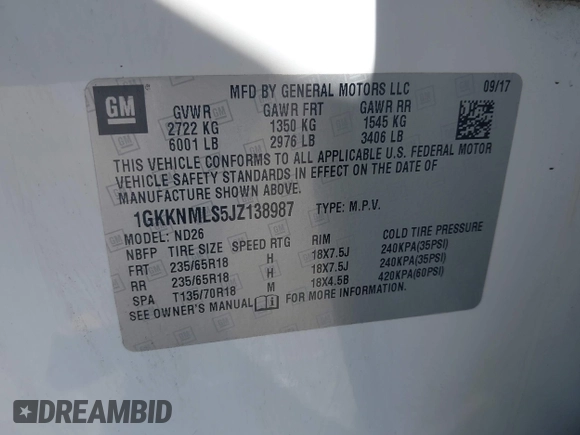 GM
MFD BY GENERAL MOTORS LLC 09/17
GVWR GAWR FRT GAWR RR
2722 KG 1350 KG 1545 KG
6001 LB 2976 LB 3406 LB
THIS VEHICLE CONFORMS TO ALL APPLICABLE U.S. FEDERAL MOTOR
VEHICLE SAFETY STANDARDS IN EFFECT ON THE DATE OF
MANUFACTURE SHOWN ABOVE.
1GKKNMLS5JZ138987 TYPE: M.P.V.
MODEL: ND26
NBFP TIRE SIZE SPEED RTG RIM COLD TIRE PRESSURE
FRT 235/65R18 H 18X7.5J 240KPA(35PSI)
RR 235/65R18 H 18X7.5J 240KPA(35PSI)
SPA T135/70R18 M 18X4.5B 420KPA(60PSI)
SEE OWNER'S MANUAL FOR MORE INFORMATION.
DREAMBID